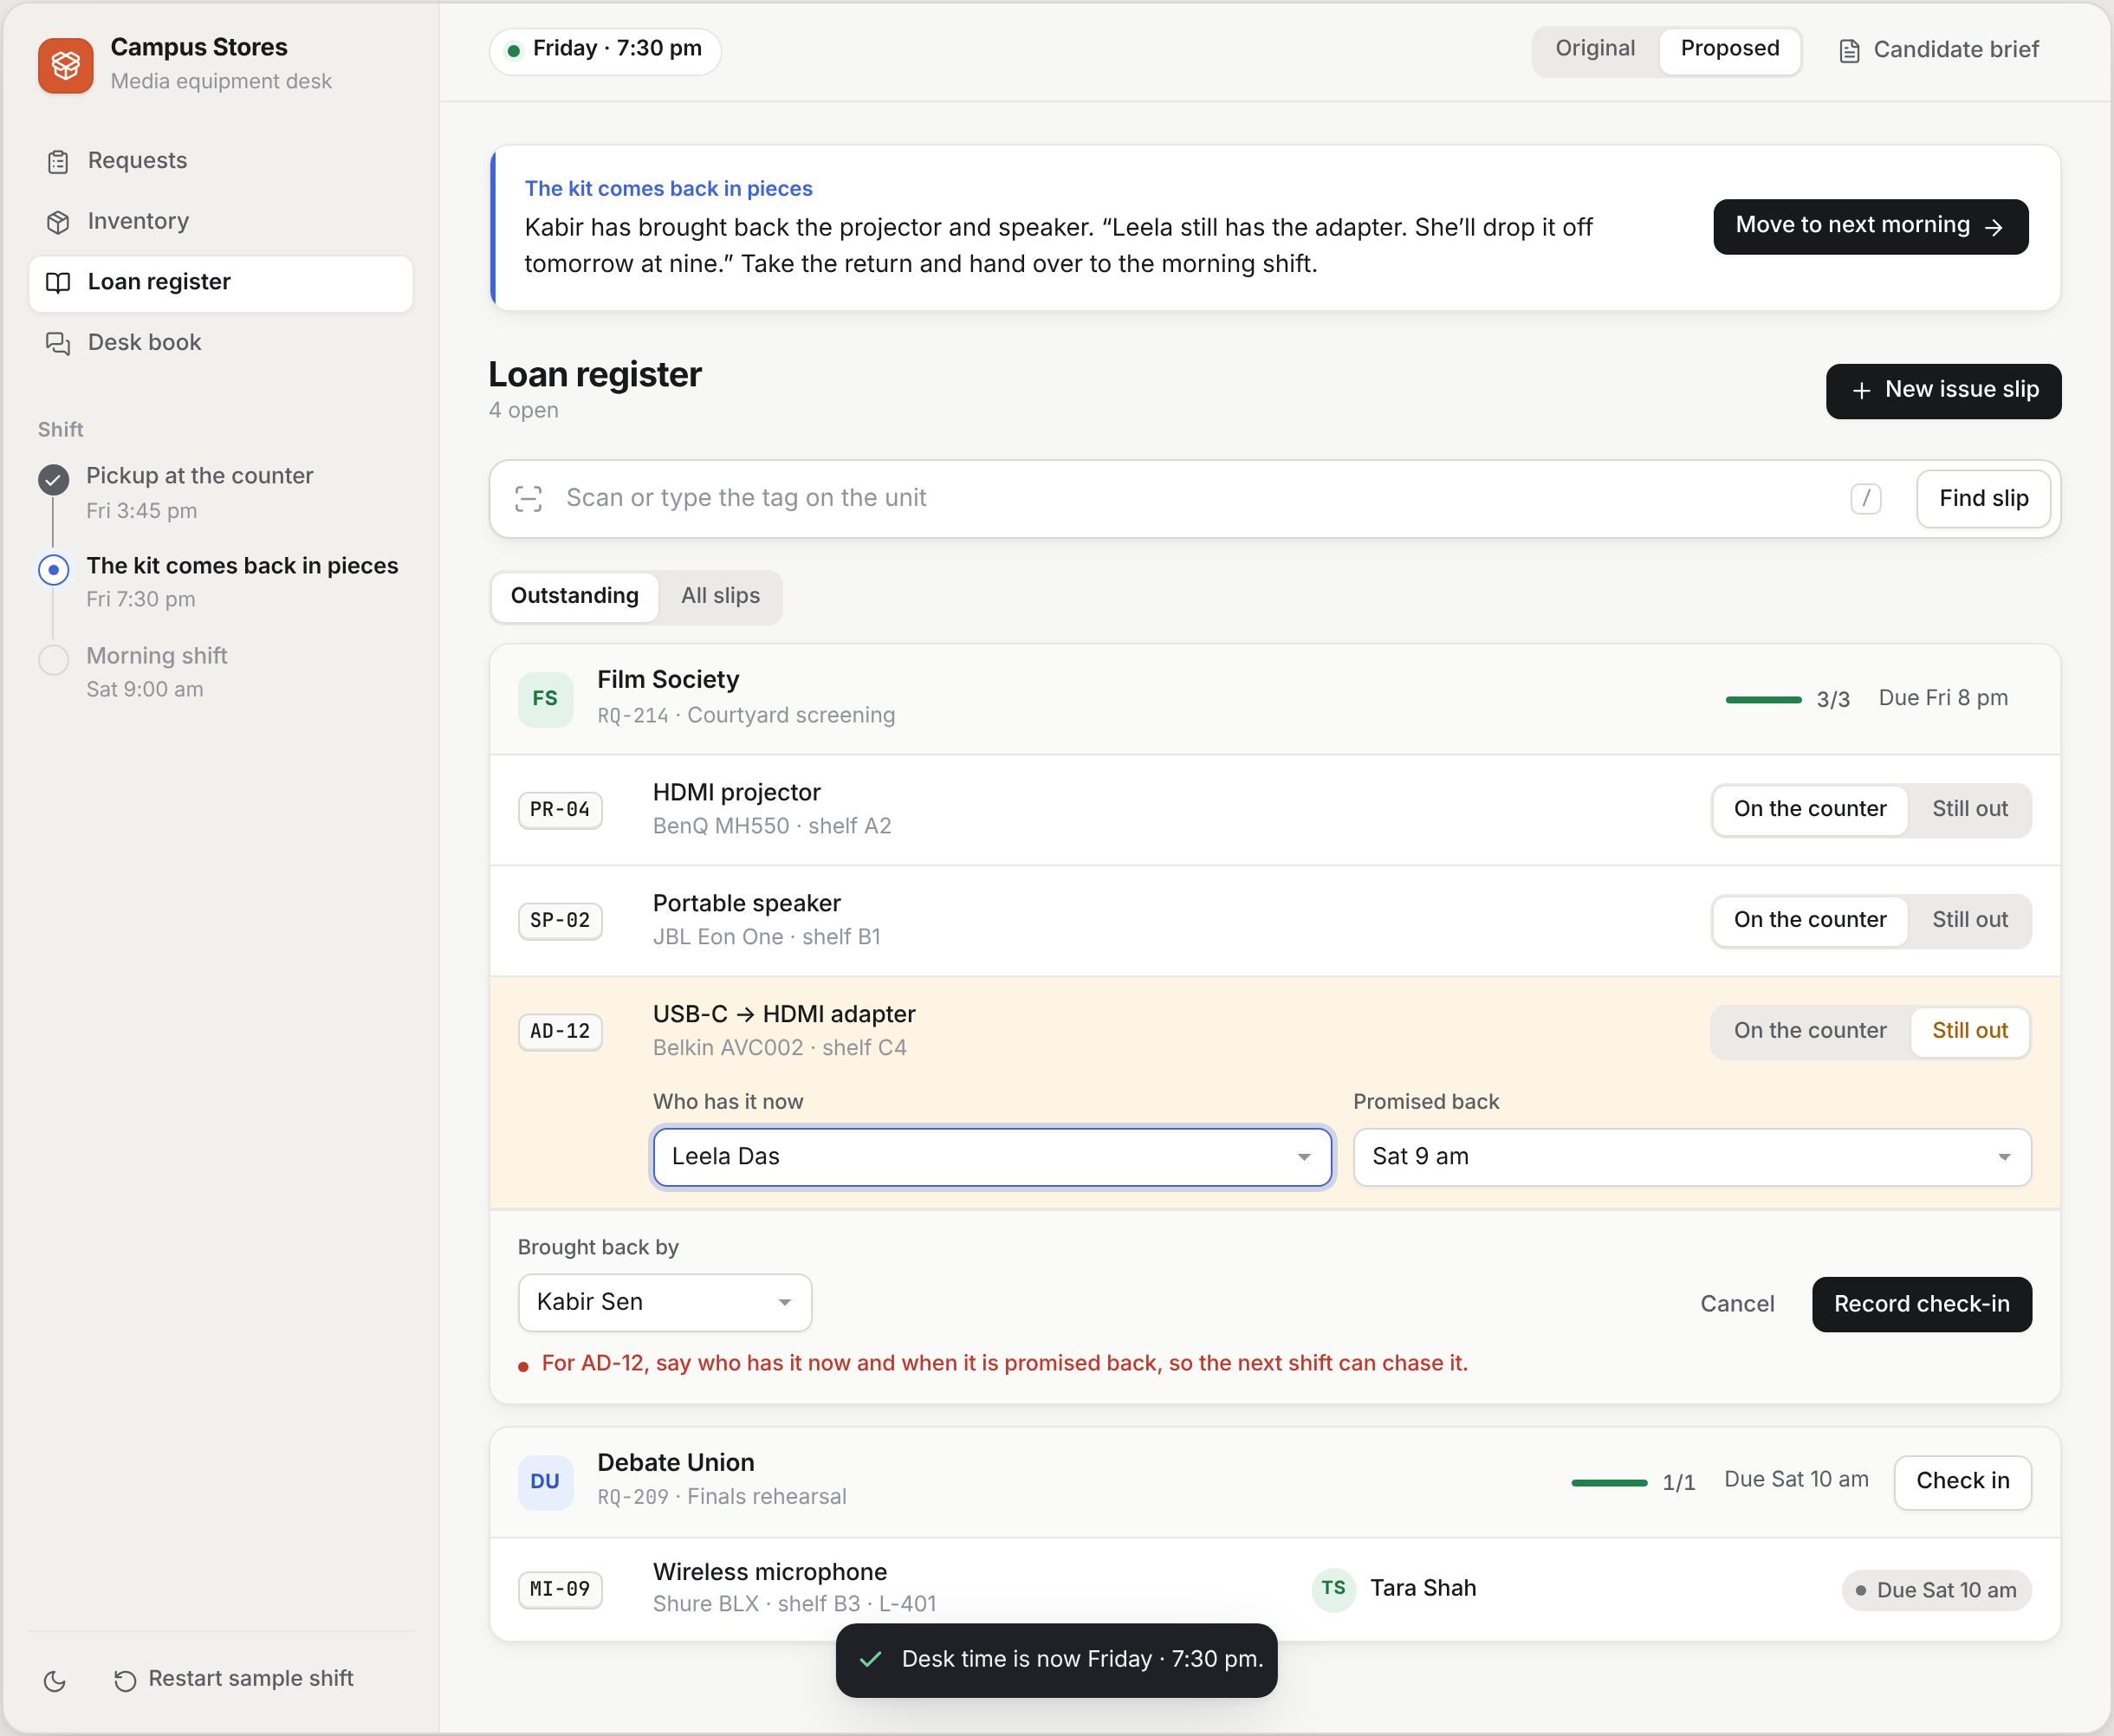 Campus Stores
Media equipment desk
Requests
Inventory
Loan register
Desk book
Shift
Pickup at the counter
Fri 3:45 pm
The kit comes back in pieces
Fri 7:30 pm
Morning shift
Sat 9:00 am
Restart sample shift
Friday · 7:30 pm
Original
Proposed
Candidate brief
The kit comes back in pieces
Kabir has brought back the projector and speaker. “Leela still has the adapter. She’ll drop it off
tomorrow at nine.” Take the return and hand over to the morning shift.
Move to next morning →
Loan register
4 open
+ New issue slip
Scan or type the tag on the unit
/
Find slip
Outstanding
All slips
FS
Film Society
RQ-214 · Courtyard screening
3/3
Due Fri 8 pm
PR-04
HDMI projector
BenQ MH550 · shelf A2
On the counter
Still out
SP-02
Portable speaker
JBL Eon One · shelf B1
On the counter
Still out
AD-12
USB-C → HDMI adapter
Belkin AVC002 · shelf C4
On the counter
Still out
Who has it now
Leela Das
Promised back
Sat 9 am
Brought back by
Kabir Sen
Cancel
Record check-in
For AD-12, say who has it now and when it is promised back, so the next shift can chase it.
DU
Debate Union
RQ-209 · Finals rehearsal
1/1
Due Sat 10 am
Check in
MI-09
Wireless microphone
Shure BLX · shelf B3 · L-401
TS
Tara Shah
Due Sat 10 am
Desk time is now Friday · 7:30 pm.